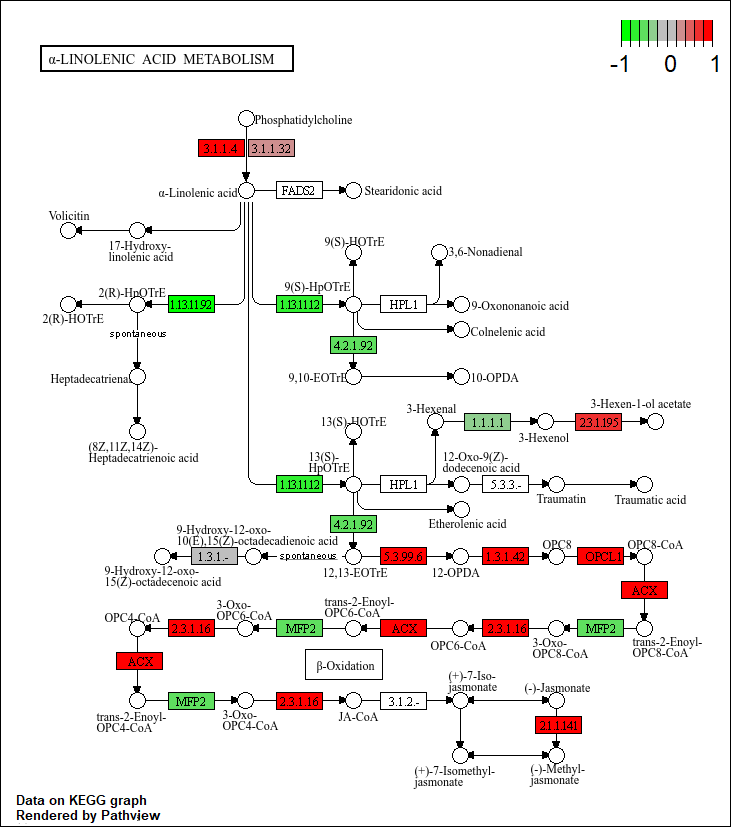 -1 0 1
α-LINOLENIC ACID METABOLISM
Phosphatidylcholine
3.1.1.4 3.1.1.32
α-Linolenic acid
FADS2
Stearidonic acid
Volicitin
17-Hydroxy-
linolenic acid
9(S)-HOTrE
3,6-Nonadienal
2(R)-HpOTrE
1.13.11.92
9(S)-HpOTrE
1.13.11.12
HPL1
9-Oxononanoic acid
2(R)-HOTrE
Colnelenic acid
spontaneous
4.2.1.92
Heptadecatrienal
9,10-EOTrE
10-OPDA
3-Hexen-1-ol acetate
3-Hexenal
1.1.1.1
2.3.1.195
3-Hexenol
13(S)-HOTrE
(8Z,11Z,14Z)-
Heptadecatrienoic acid
13(S)-
HpOTrE
12-Oxo-9(Z)-
dodecenoic acid
1.13.11.12
HPL1
5.3.3.-
Traumatin
Traumatic acid
4.2.1.92
Etherolenic acid
9-Hydroxy-12-oxo-
10(E),15(Z)-octadecadienoic acid
OPC8
OPC8-CoA
1.3.1.-
spontaneous
5.3.99.6
1.3.1.42
OPCL1
9-Hydroxy-12-oxo-
15(Z)-octadecenoic acid
12,13-EOTrE
12-OPDA
ACX
trans-2-Enoyl-
OPC6-CoA
3-Oxo-
OPC6-CoA
OPC4-CoA
2.3.1.16
MFP2
ACX
2.3.1.16
MFP2
OPC6-CoA
3-Oxo-
OPC8-CoA
trans-2-Enoyl-
OPC8-CoA
ACX
β-Oxidation
(+)-7-Iso-
jasmonate
(-)-Jasmonate
MFP2
2.3.1.16
3.1.2.-
trans-2-Enoyl-
OPC4-CoA
3-Oxo-
OPC4-CoA
JA-CoA
2.1.1.141
(+)-7-Isomethyl-
jasmonate
(-)-Methyl-
jasmonate
Data on KEGG graph
Rendered by Pathview